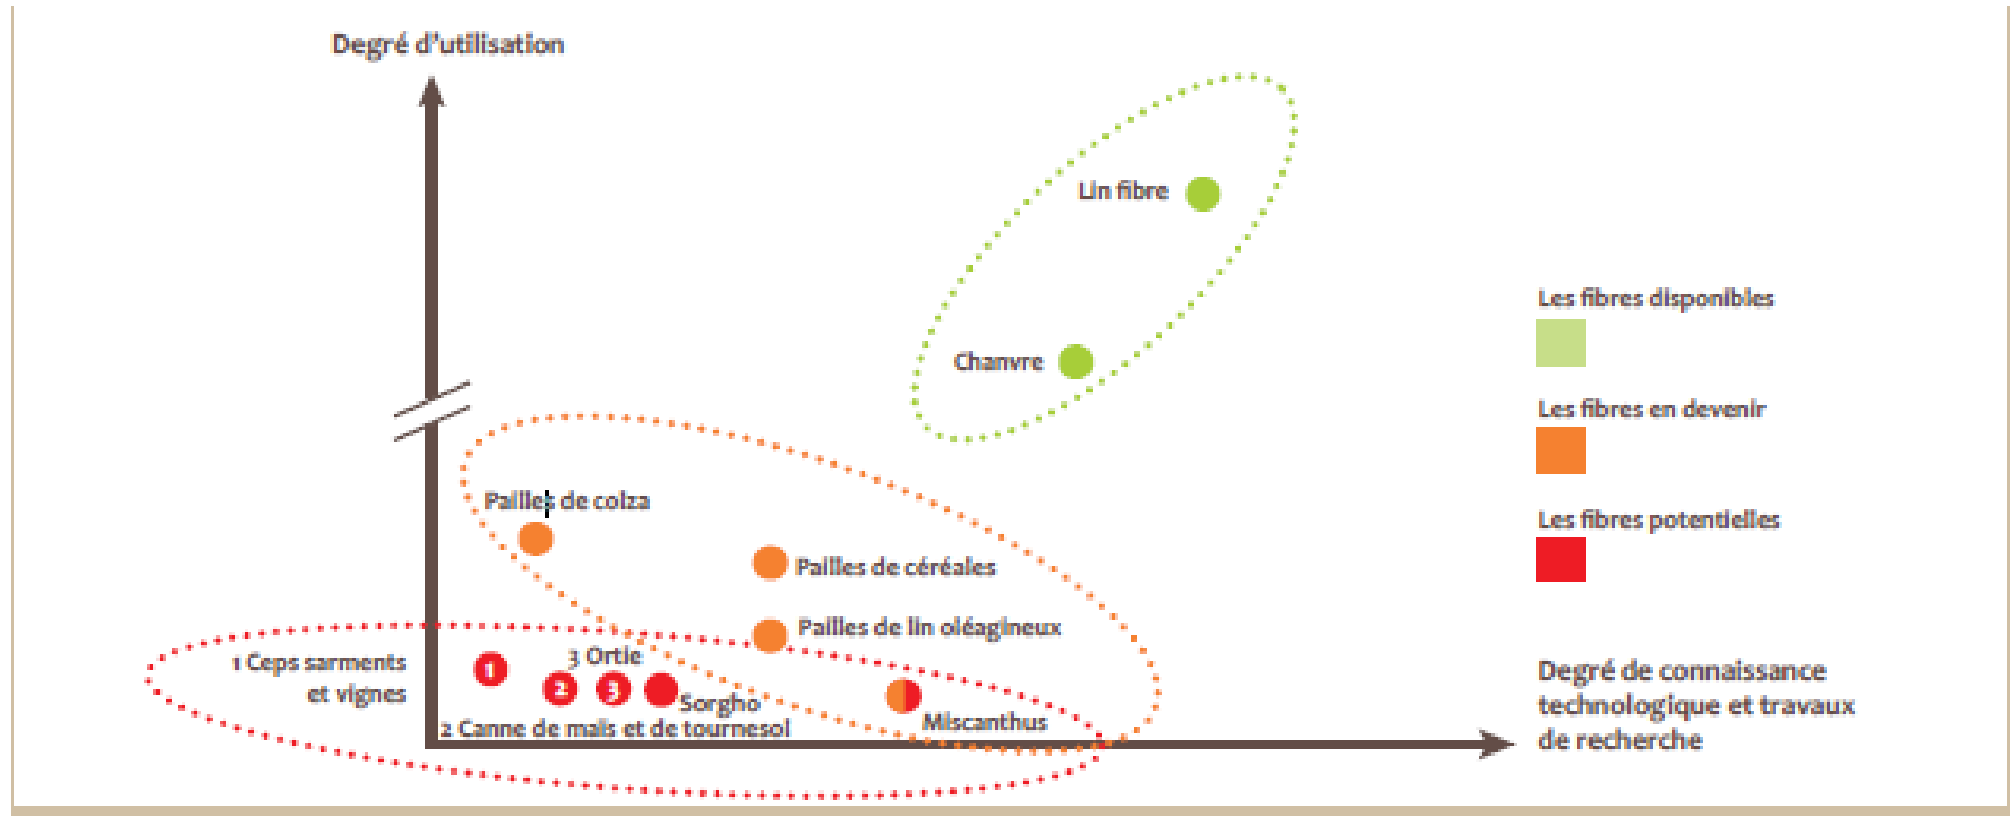 Degré d'utilisation
Lin fibre
Les fibres disponibles
Chanvre
Les fibres en devenir
Pailles de colza
Les fibres potentielles
Pailles de céréales
Pailles de lin oléagineux
1 Ceps sarments
et vignes
3 Ortie
1
2
3
Sorgho
Miscanthus
2 Canne de maïs et de tournesol
Degré de connaissance
technologique et travaux
de recherche